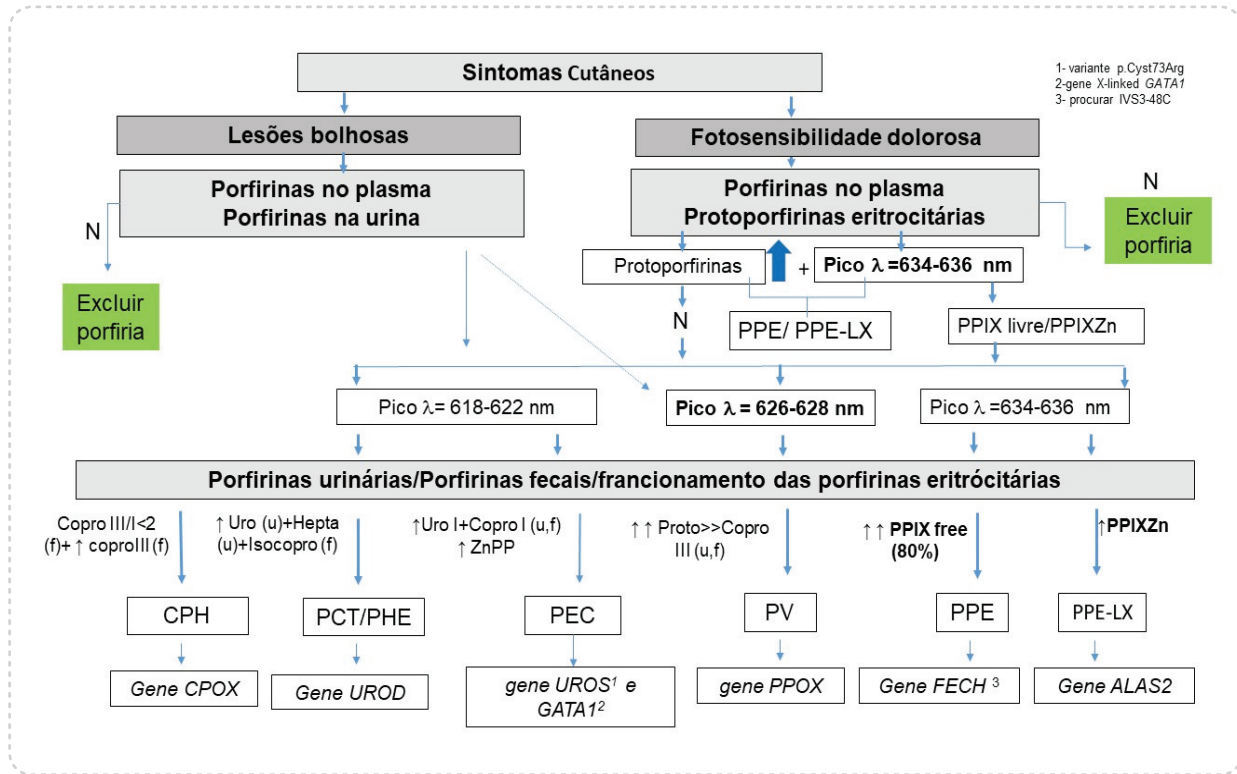 Sintomas Cutâneos
1- variante p.Cyst73Arg
2-gene X-linked GATA1
3- procurar IVS3-48C
Lesões bolhosas
Fotosensibilidade dolorosa
Porfirinas no plasma
Porfirinas na urina
Porfirinas no plasma
Protoporfirinas eritrocitárias
N
N
Excluir
porfiria
Excluir
porfiria
Protoporfirinas
+
Pico λ =634-636 nm
N
PPE/ PPE-LX
PPIX livre/PPIXZn
Pico λ= 618-622 nm
Pico λ = 626-628 nm
Pico λ =634-636 nm
Porfirinas urinárias/Porfirinas fecais/francionamento das porfirinas eritrócitárias
Copro III/I<2
(f)+ ↑ coproIII (f)
↑ Uro (u)+Hepta
(u)+Isocopro (f)
↑Uro I+Copro I (u,f)
↑ ZnPP
↑ ↑ Proto>>Copro
III (u,f)
↑ ↑ PPIX free
(80%)
↑PPIXZn
CPH
PCT/PHE
PEC
PV
PPE
PPE-LX
Gene CPOX
Gene UROD
gene UROS¹ e
GATA1²
gene PPOX
Gene FECH ³
Gene ALAS2